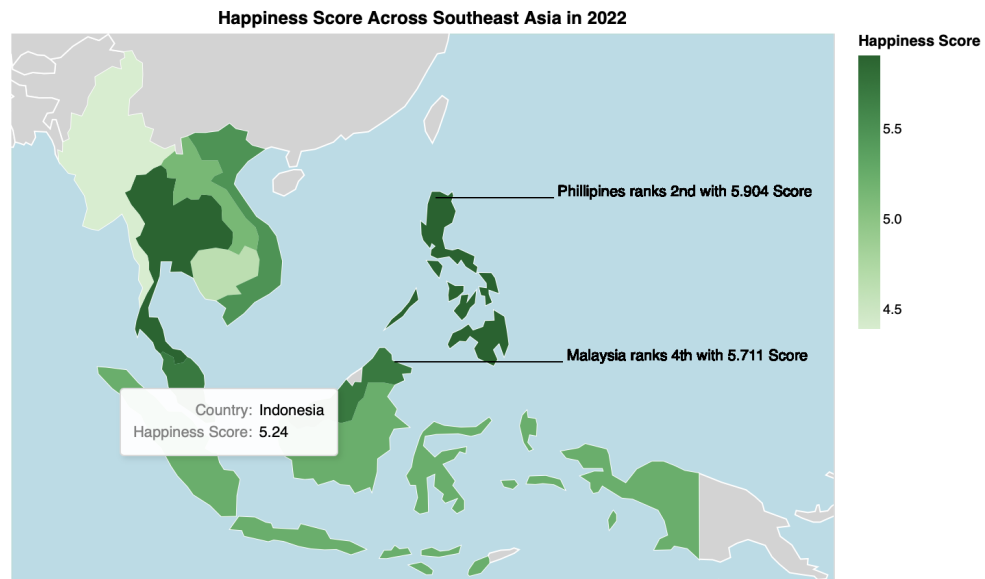 Happiness Score Across Southeast Asia in 2022
Happiness Score
5.5
Phillipines ranks 2nd with 5.904 Score
5.0
4.5
Malaysia ranks 4th with 5.711 Score
Country: Indonesia
Happiness Score: 5.24